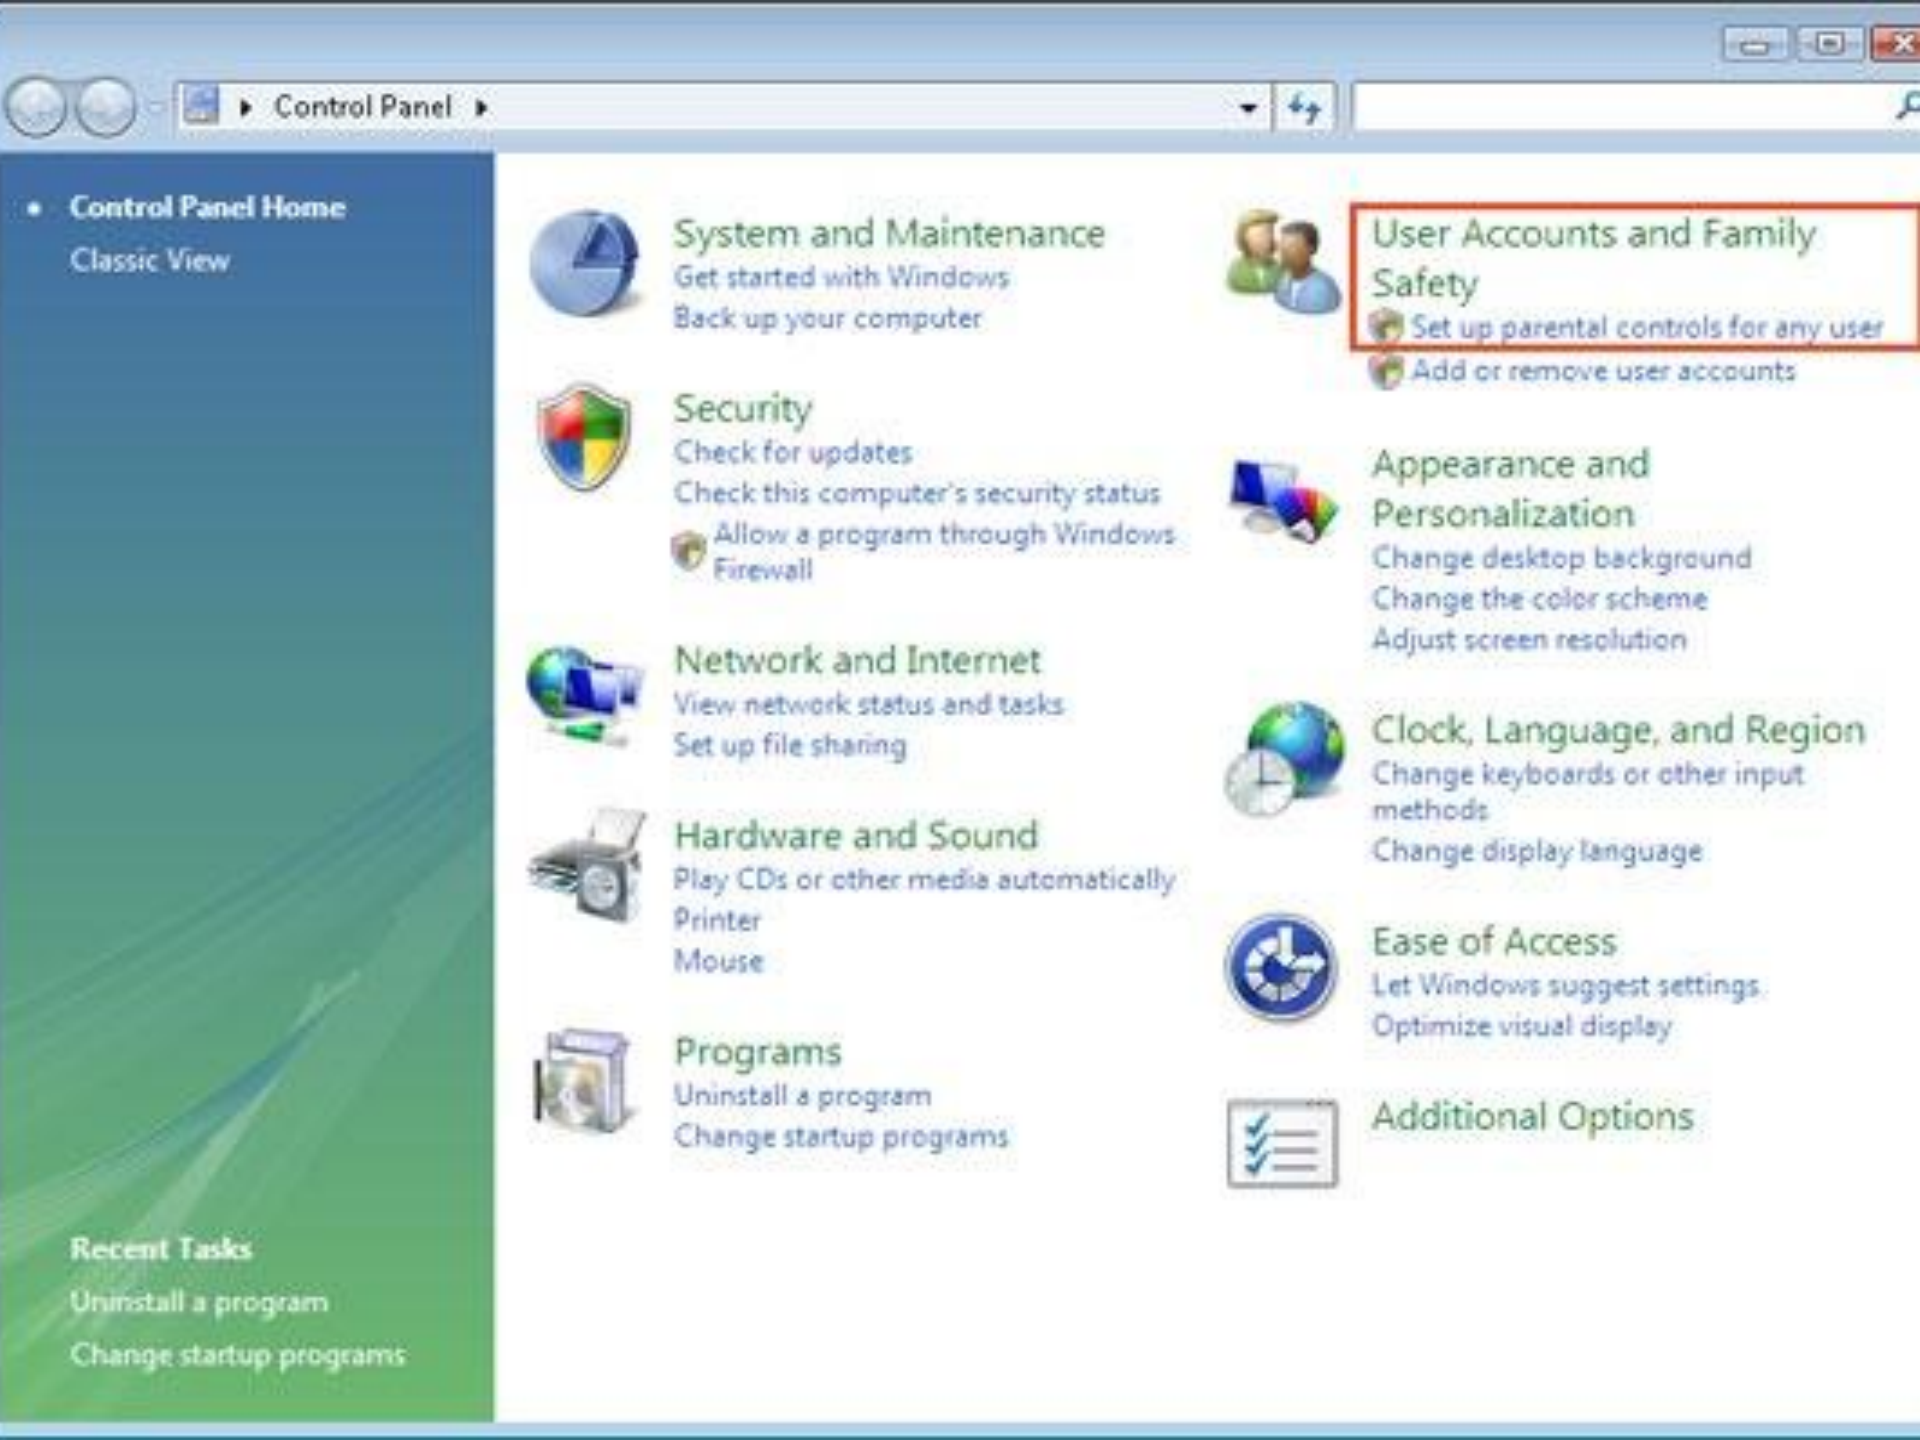 Control Panel
Control Panel Home
Classic View
System and Maintenance
Get started with Windows
Back up your computer
Security
Check for updates
Check this computer's security status
Allow a program through Windows
Firewall
Network and Internet
View network status and tasks
Set up file sharing
Hardware and Sound
Play CDs or other media automatically
Printer
Mouse
Programs
Uninstall a program
Change startup programs
User Accounts and Family
Safety
Set up parental controls for any user
Add or remove user accounts
Appearance and
Personalization
Change desktop background
Change the color scheme
Adjust screen resolution
Clock, Language, and Region
Change keyboards or other input
methods
Change display language
Ease of Access
Let Windows suggest settings
Optimize visual display
Additional Options
Recent Tasks
Uninstall a program
Change startup programs